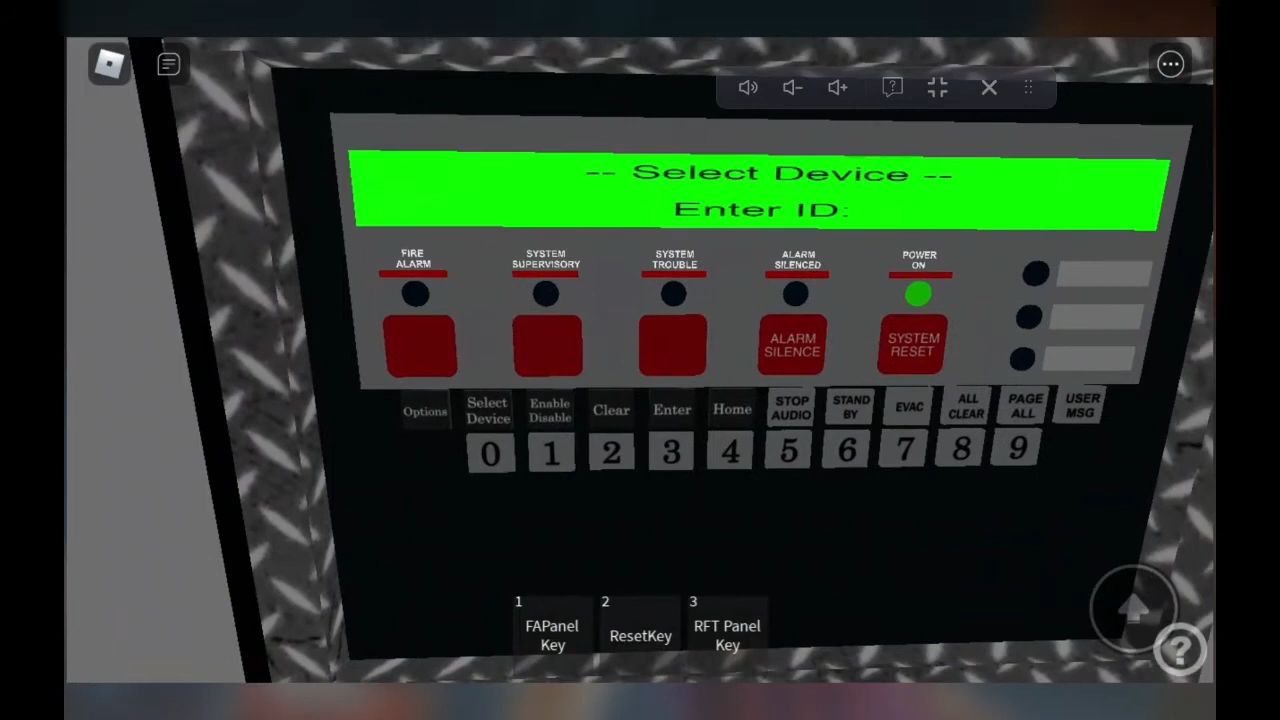 -- Select Device --
Enter ID:
FIRE
ALARM
SYSTEM
SUPERVISORY
SYSTEM
TROUBLE
ALARM
SILENCED
POWER
ON
ALARM
SILENCE
SYSTEM
RESET
Options
Select
Device
Enable
Disable
Clear
Enter
Home
STOP
AUDIO
STAND
BY
EVAC
ALL
CLEAR
PAGE
ALL
USER
MSG
0 1 2 3 4 5 6 7 8 9
1
FAPanel
Key
2
ResetKey
3
RFT Panel
Key
?